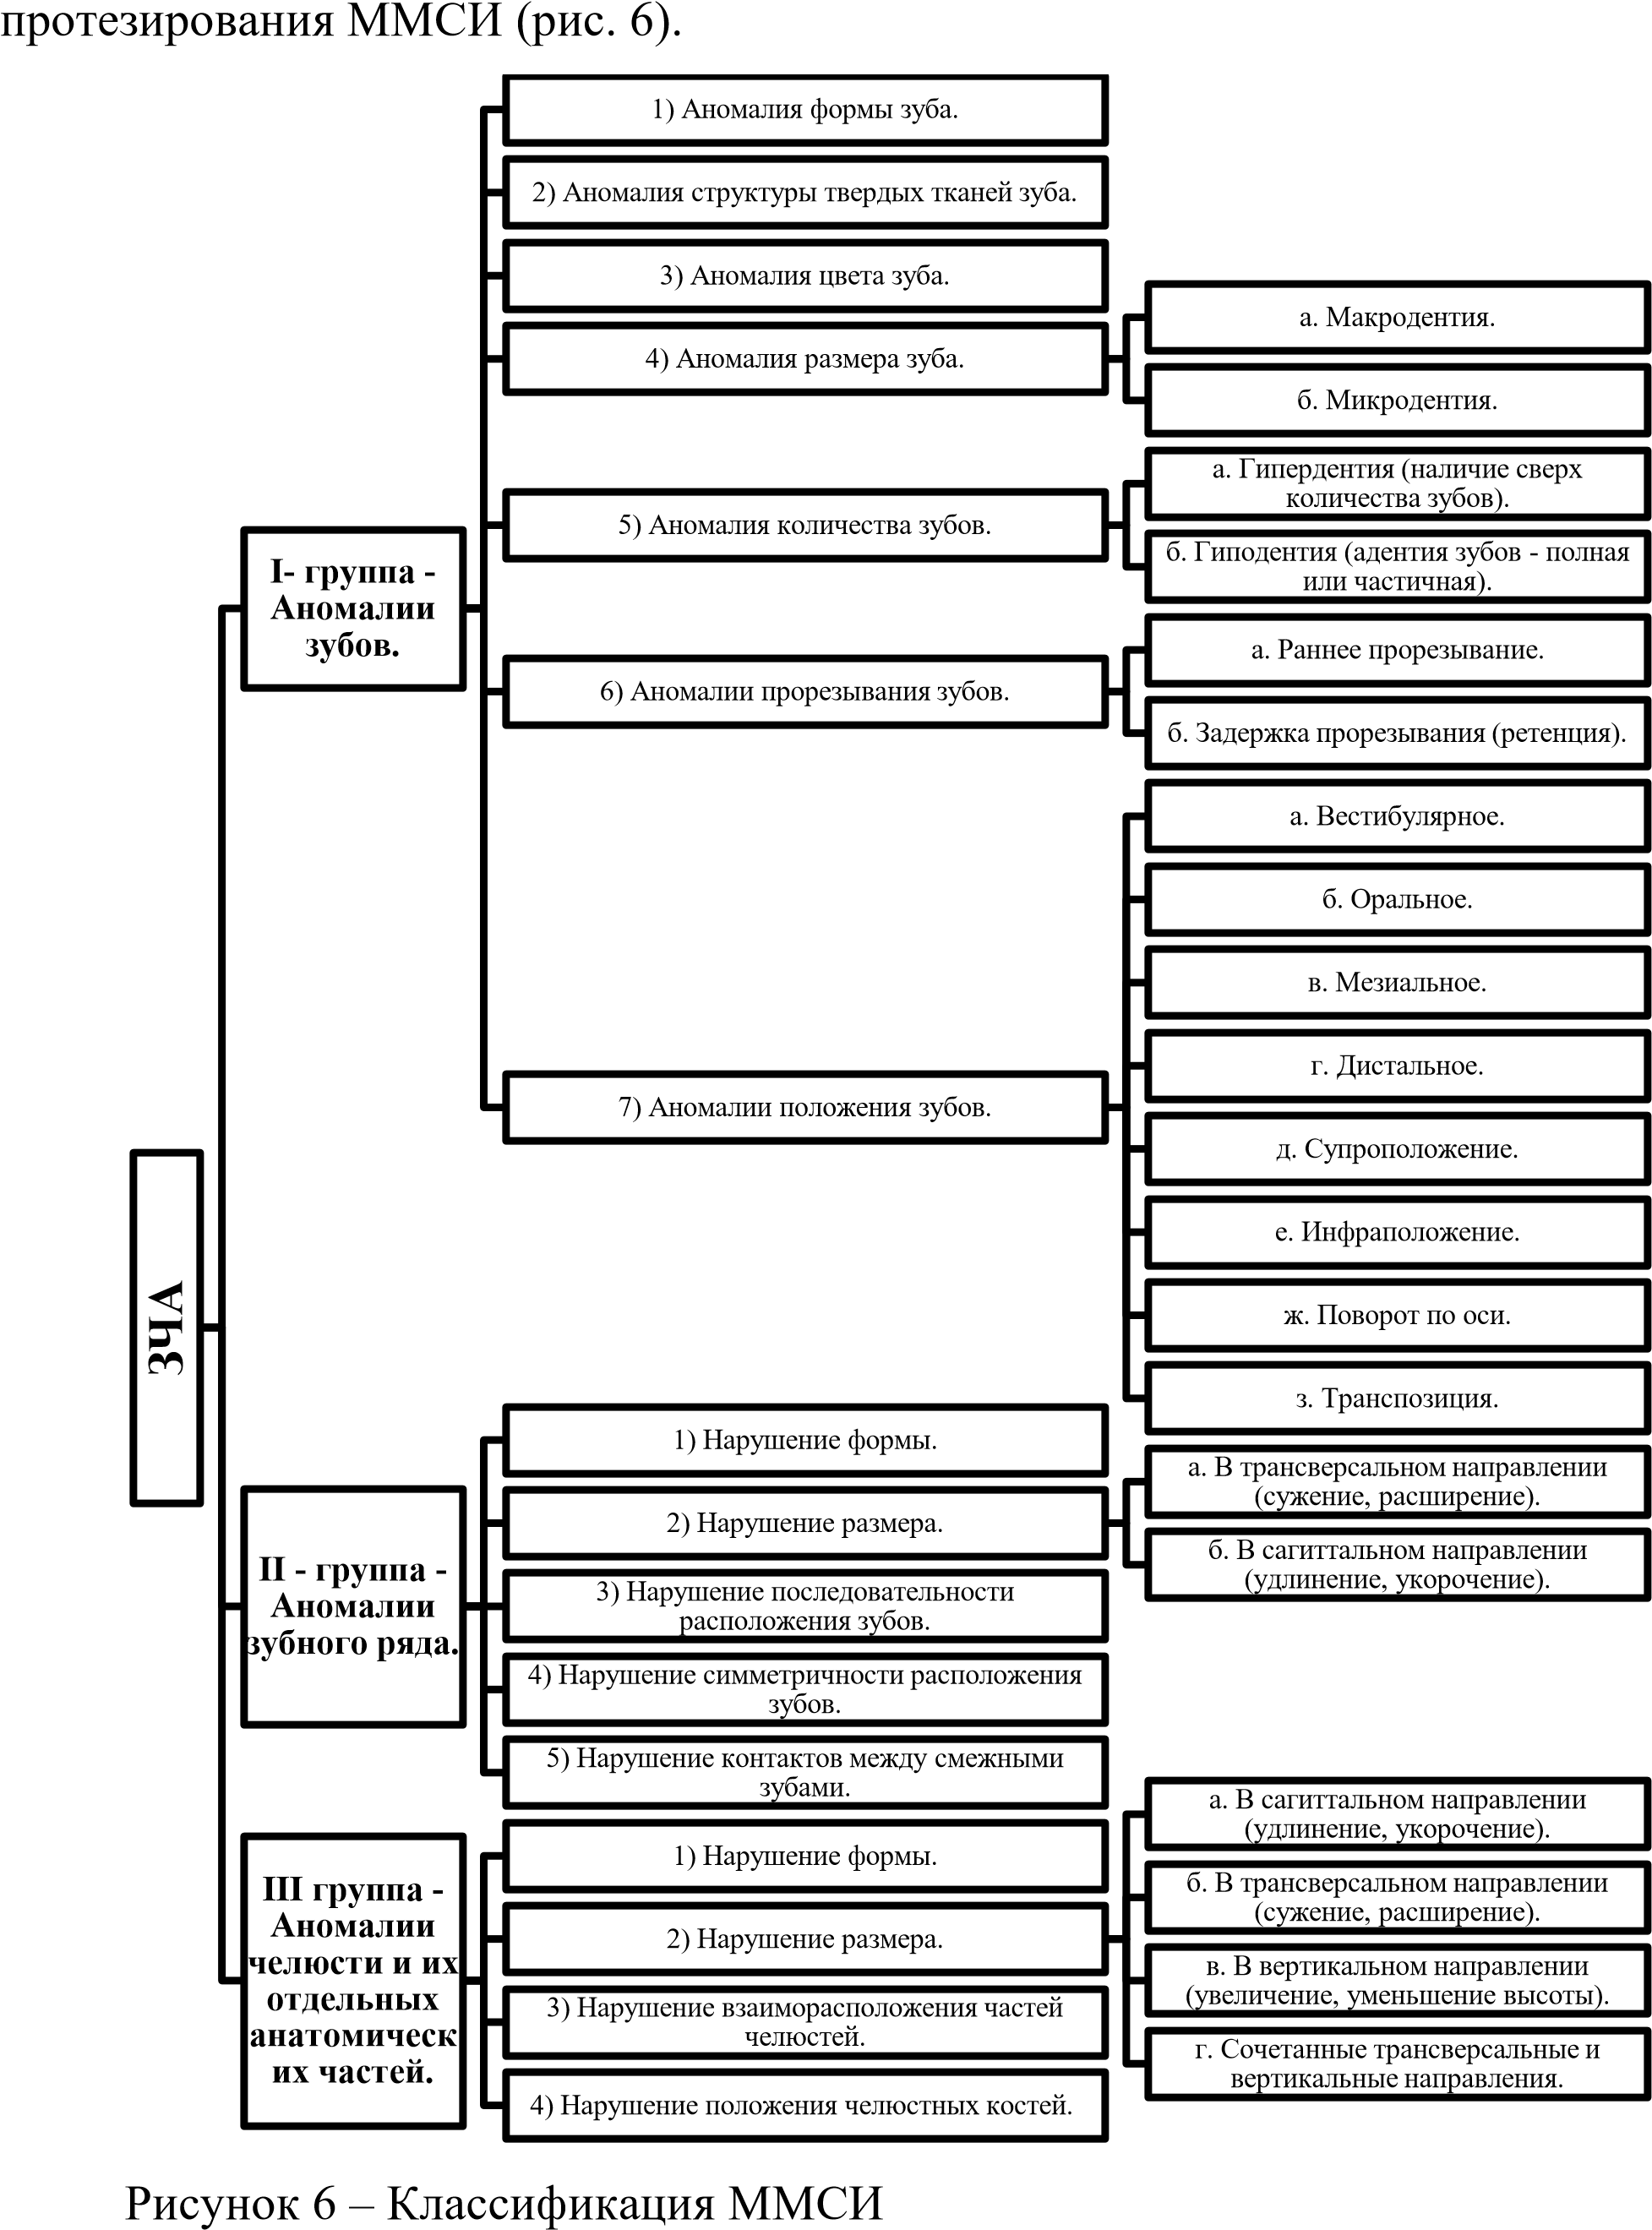 протезирования ММСИ (рис. 6).
ЗЧА
I- группа -
Аномалии
зубов.
1) Аномалия формы зуба.
2) Аномалия структуры твердых тканей зуба.
3) Аномалия цвета зуба.
4) Аномалия размера зуба.
а. Макродентия.
б. Микродентия.
5) Аномалия количества зубов.
а. Гипердентия (наличие сверх
количества зубов).
б. Гиподентия (адентия зубов - полная
или частичная).
6) Аномалии прорезывания зубов.
а. Раннее прорезывание.
б. Задержка прорезывания (ретенция).
7) Аномалии положения зубов.
а. Вестибулярное.
б. Оральное.
в. Мезиальное.
г. Дистальное.
д. Супроположение.
е. Инфраположение.
ж. Поворот по оси.
з. Транспозиция.
II - группа -
Аномалии
зубного ряда.
1) Нарушение формы.
2) Нарушение размера.
а. В трансверсальном направлении
(сужение, расширение).
б. В сагиттальном направлении
(удлинение, укорочение).
3) Нарушение последовательности
расположения зубов.
4) Нарушение симметричности расположения
зубов.
5) Нарушение контактов между смежными
зубами.
III группа -
Аномалии
челюсти и их
отдельных
анатомическ
их частей.
1) Нарушение формы.
2) Нарушение размера.
а. В сагиттальном направлении
(удлинение, укорочение).
б. В трансверсальном направлении
(сужение, расширение).
в. В вертикальном направлении
(увеличение, уменьшение высоты).
г. Сочетанные трансверсальные и
вертикальные направления.
3) Нарушение взаиморасположения частей
челюстей.
4) Нарушение положения челюстных костей.
Рисунок 6 – Классификация ММСИ